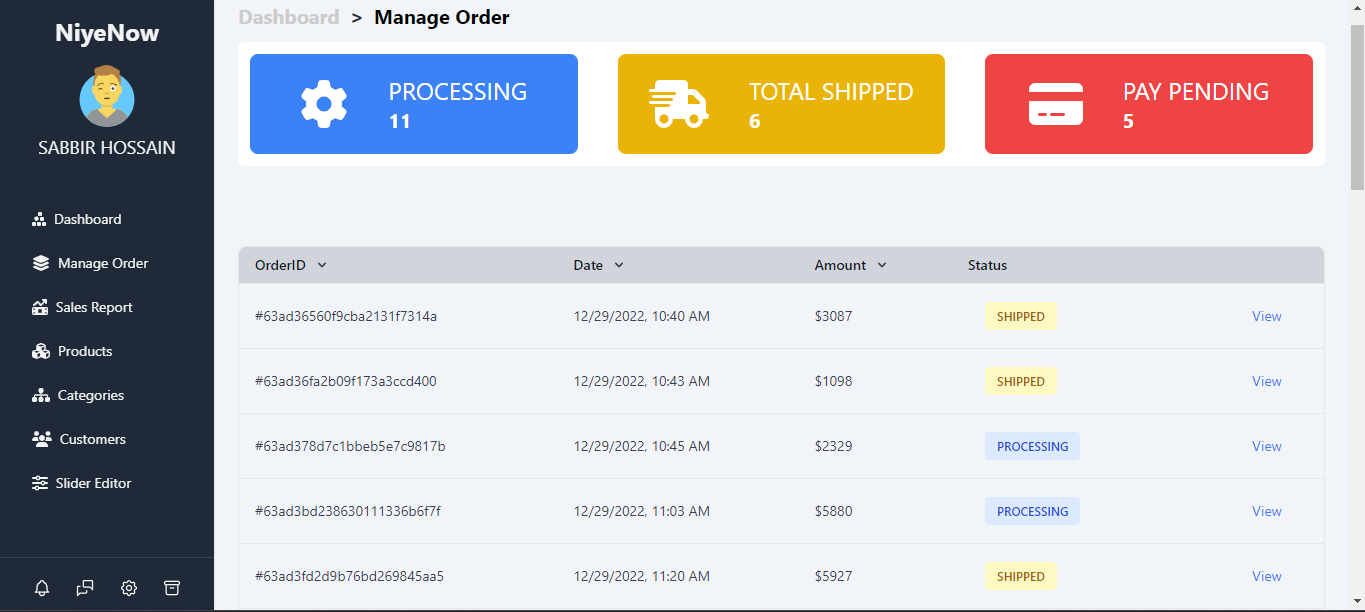 NiyeNow
SABBIR HOSSAIN
Dashboard
Manage Order
Sales Report
Products
Categories
Customers
Slider Editor
Dashboard > Manage Order
PROCESSING
11
TOTAL SHIPPED
6
PAY PENDING
5
OrderID Date Amount Status
#63ad36560f9cba2131f7314a 12/29/2022, 10:40 AM $3087 SHIPPED View
#63ad36fa2b09f173a3ccd400 12/29/2022, 10:43 AM $1098 SHIPPED View
#63ad378d7c1bbeb5e7c9817b 12/29/2022, 10:45 AM $2329 PROCESSING View
#63ad3bd238630111336b6f7f 12/29/2022, 11:03 AM $5880 PROCESSING View
#63ad3fd2d9b76bd269845aa5 12/29/2022, 11:20 AM $5927 SHIPPED View